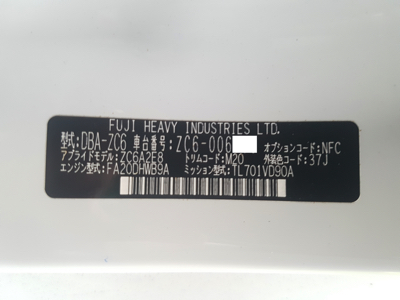 FUJI HEAVY INDUSTRIES LTD.
型式:DBA-ZC6 車台番号:ZC6-006 オプションコード:NFC
アプライドモデル:ZC6A2E8 トリムコード:M20 外装色コード:37J
エンジン型式:FA20DHWB9A ミッション型式:TL701VD90A